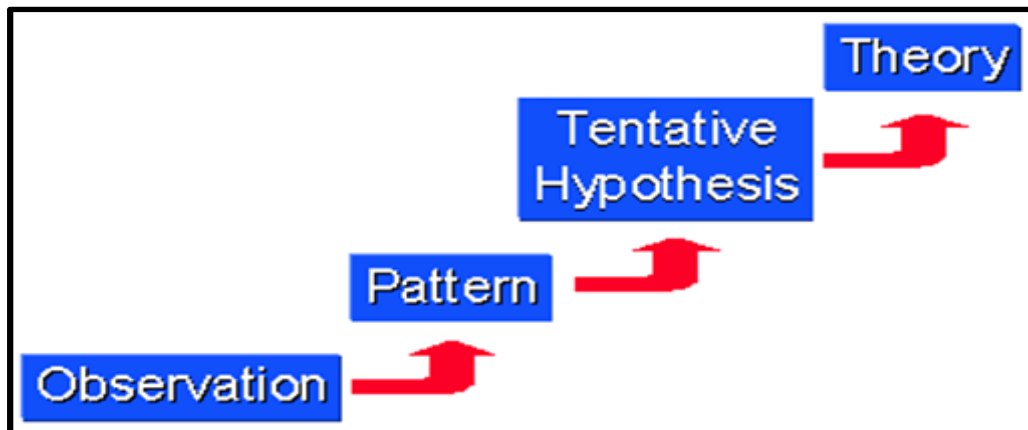 Theory
Tentative
Hypothesis
Pattern
Observation